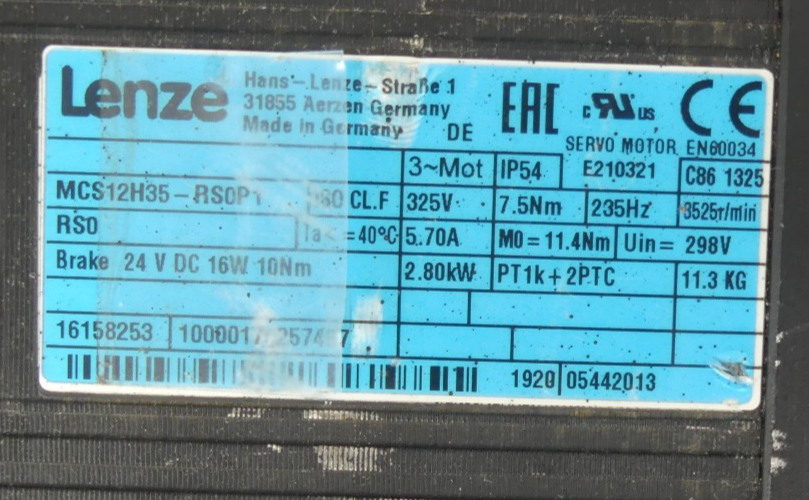 Lenze
Hans-Lenze-Straße 1
31855 Aerzen Germany
Made in Germany
DE
EAC
c RU us
CE
SERVO MOTOR EN60034
3~Mot IP54 E210321 C86 1325
MCS12H35-RS0P1 CL.F 325V 7.5Nm 235Hz 3525r/min
RS0 Ta <=40°C 5.70A M0=11.4Nm Uin= 298V
Brake 24 V DC 16W 10Nm 2.80kW PT1k+2PTC 11.3 KG
16158253
1920 05442013